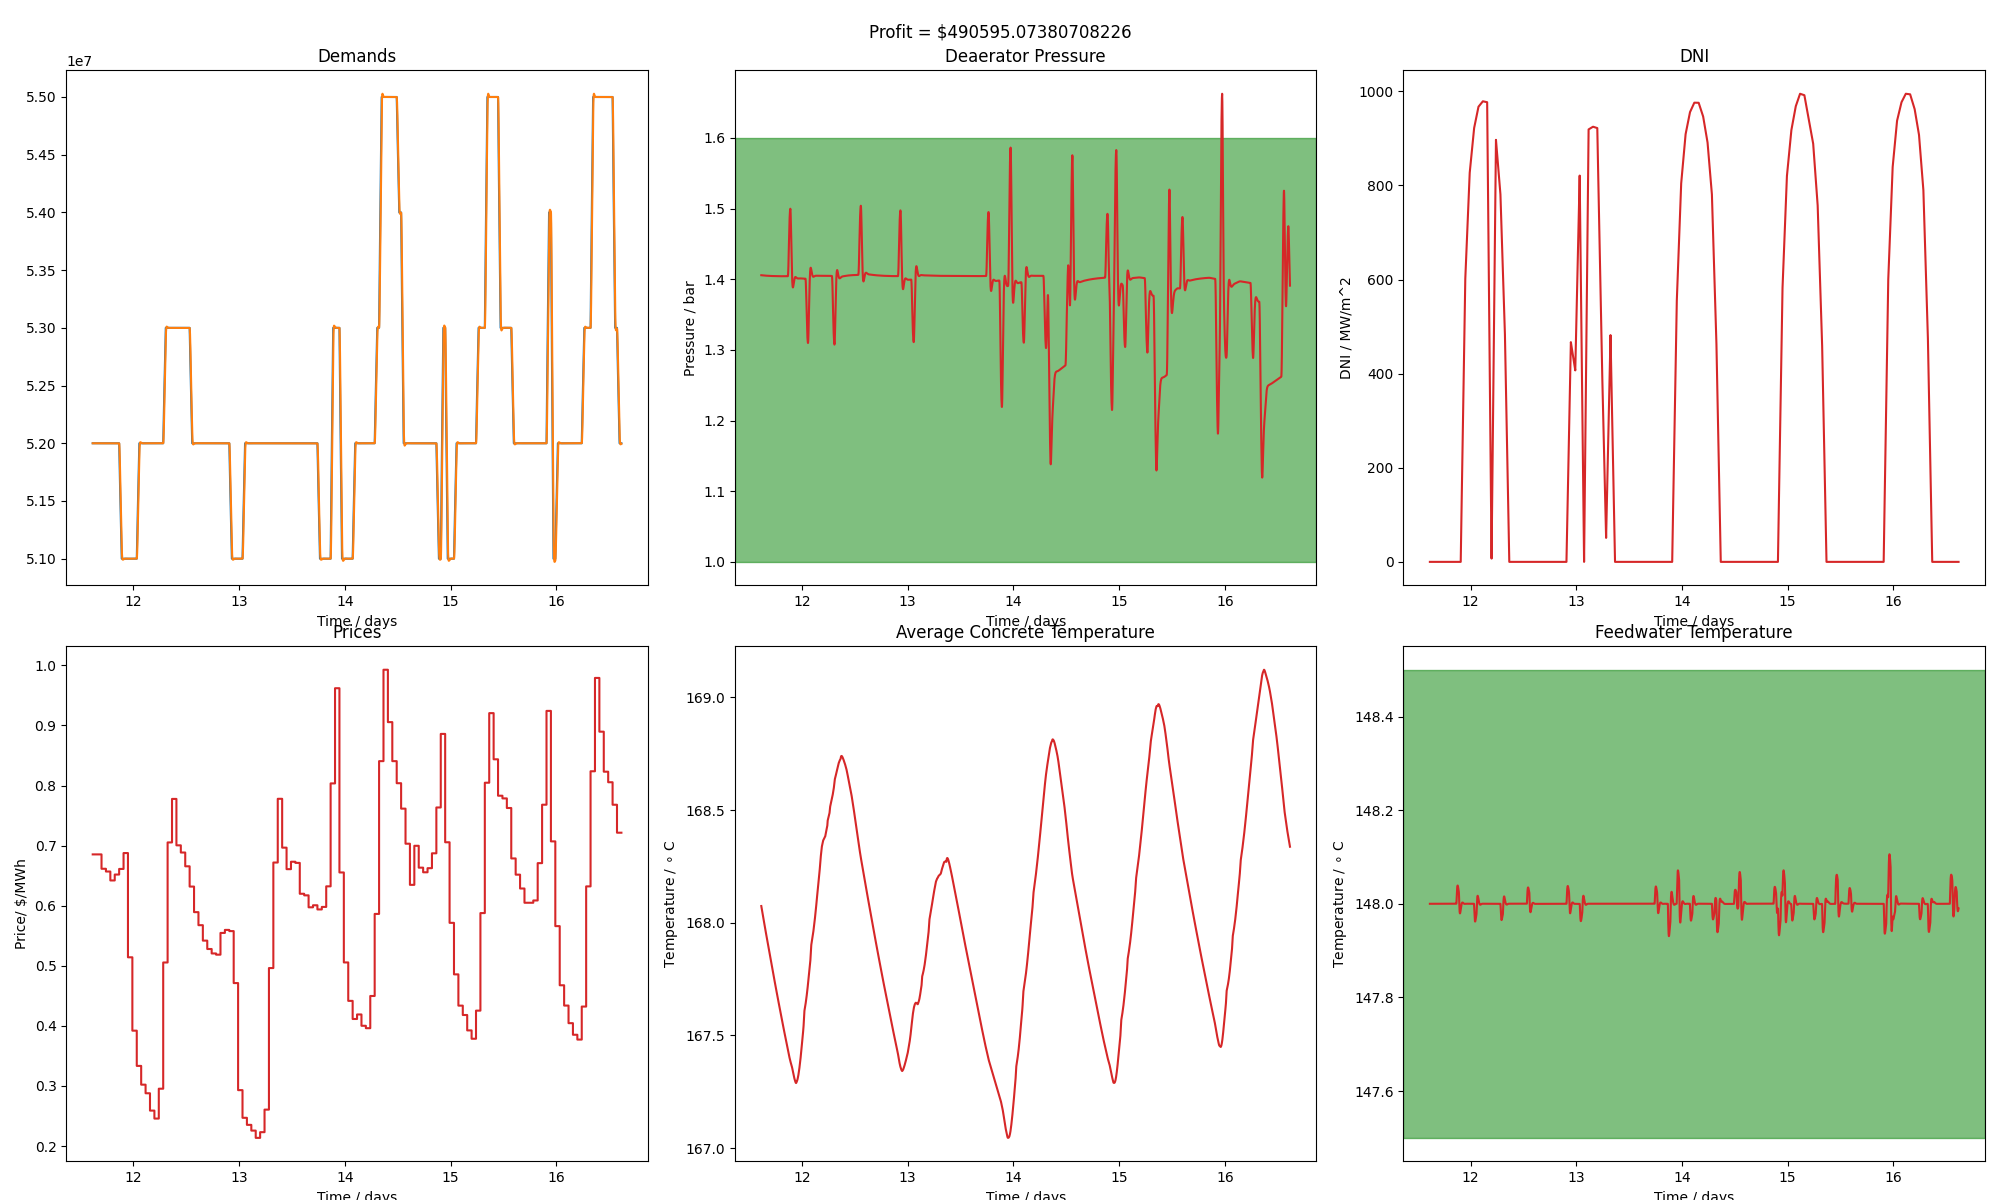 Profit = $490595.07380708226
Demands
1e7
5.50
5.45
5.40
5.35
5.30
5.25
5.20
5.15
5.10
12 13 14 15 16
Time / days
Deaerator Pressure
Pressure / bar
1.6
1.5
1.4
1.3
1.2
1.1
1.0
12 13 14 15 16
Time / days
DNI
DNI / MW/m^2
1000
800
600
400
200
0
12 13 14 15 16
Time / days
Prices
Price/ $/MWh
1.0
0.9
0.8
0.7
0.6
0.5
0.4
0.3
0.2
12 13 14 15 16
Time / days
Average Concrete Temperature
Temperature / ∘ C
169.0
168.5
168.0
167.5
167.0
12 13 14 15 16
Time / days
Feedwater Temperature
Temperature / ∘ C
148.4
148.2
148.0
147.8
147.6
12 13 14 15 16
Time / days